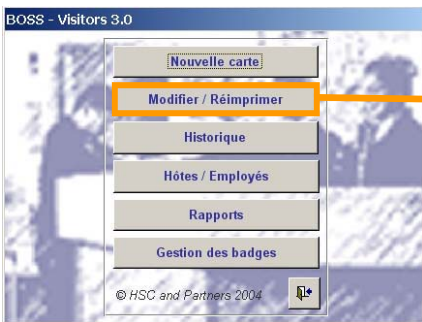 BOSS - Visitors 3.0
Nouvelle carte
Modifier / Réimprimer
Historique
Hôtes / Employés
Rapports
Gestion des badges
© HSC and Partners 2004